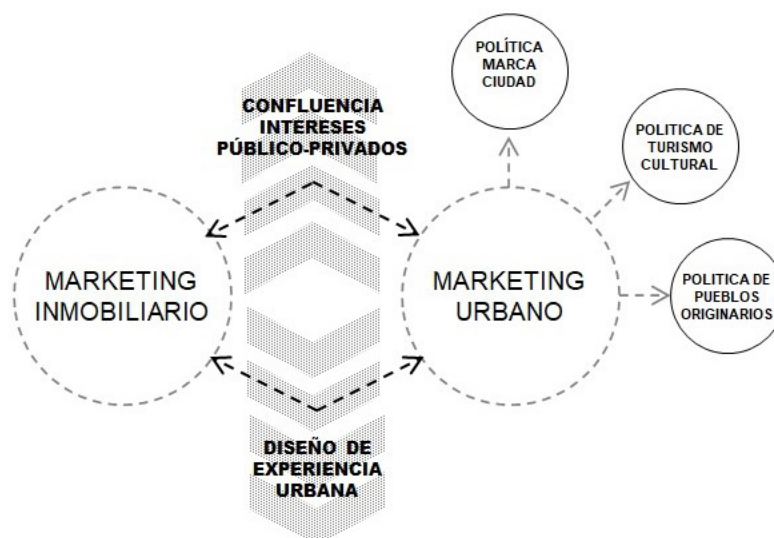 POLÍTICA
MARCA
CIUDAD
CONFLUENCIA
INTERESES
PÚBLICO-PRIVADOS
POLITICA DE
TURISMO
CULTURAL
MARKETING
INMOBILIARIO
MARKETING
URBANO
POLITICA DE
PUEBLOS
ORIGINARIOS
DISEÑO DE
EXPERIENCIA
URBANA